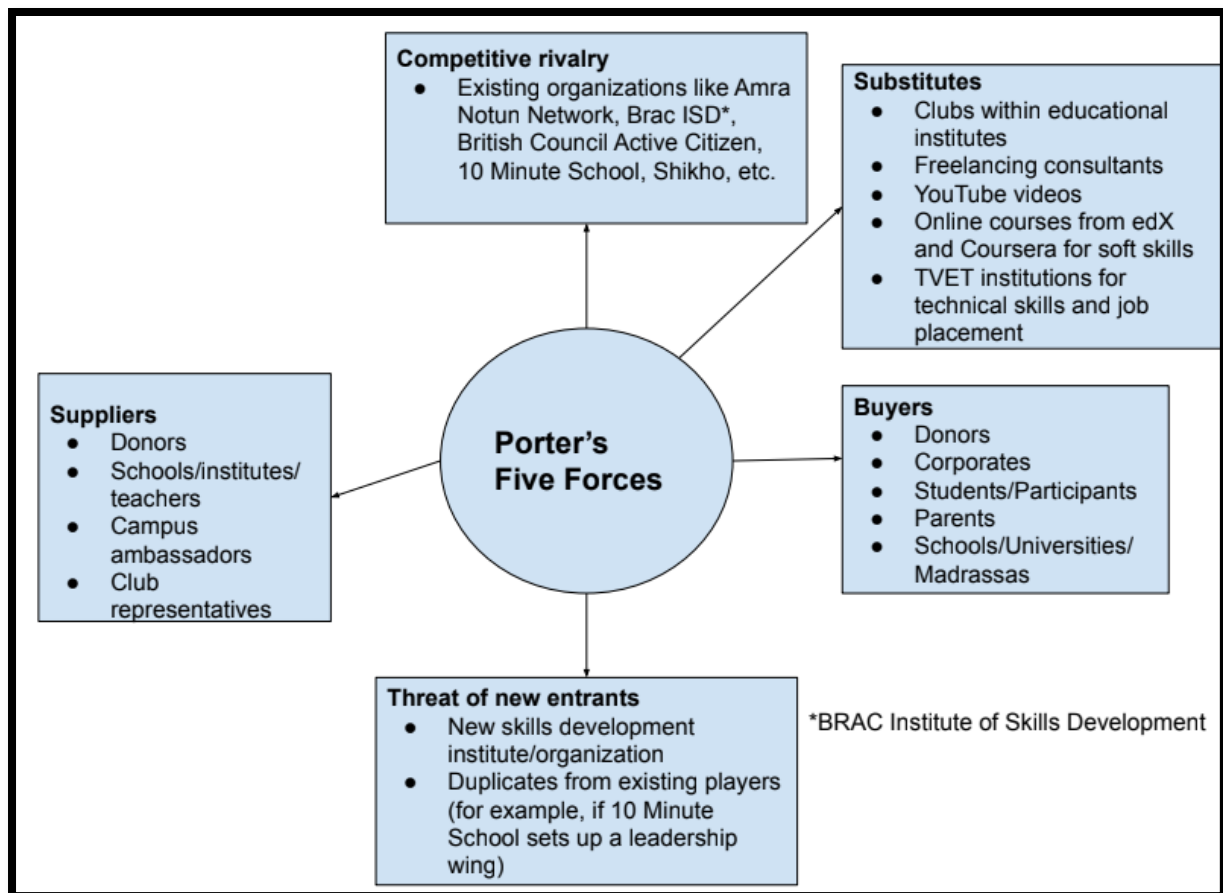 Competitive rivalry
● Existing organizations like Amra
Notun Network, Brac ISD*,
British Council Active Citizen,
10 Minute School, Shikho, etc.
Substitutes
● Clubs within educational
institutes
● Freelancing consultants
● YouTube videos
● Online courses from edX
and Coursera for soft skills
● TVET institutions for
technical skills and job
placement
Suppliers
● Donors
● Schools/institutes/
teachers
● Campus
ambassadors
● Club
representatives
Porter's
Five Forces
Buyers
● Donors
● Corporates
● Students/Participants
● Parents
● Schools/Universities/
Madrassas
Threat of new entrants
● New skills development
institute/organization
● Duplicates from existing players
(for example, if 10 Minute
School sets up a leadership
wing)
*BRAC Institute of Skills Development